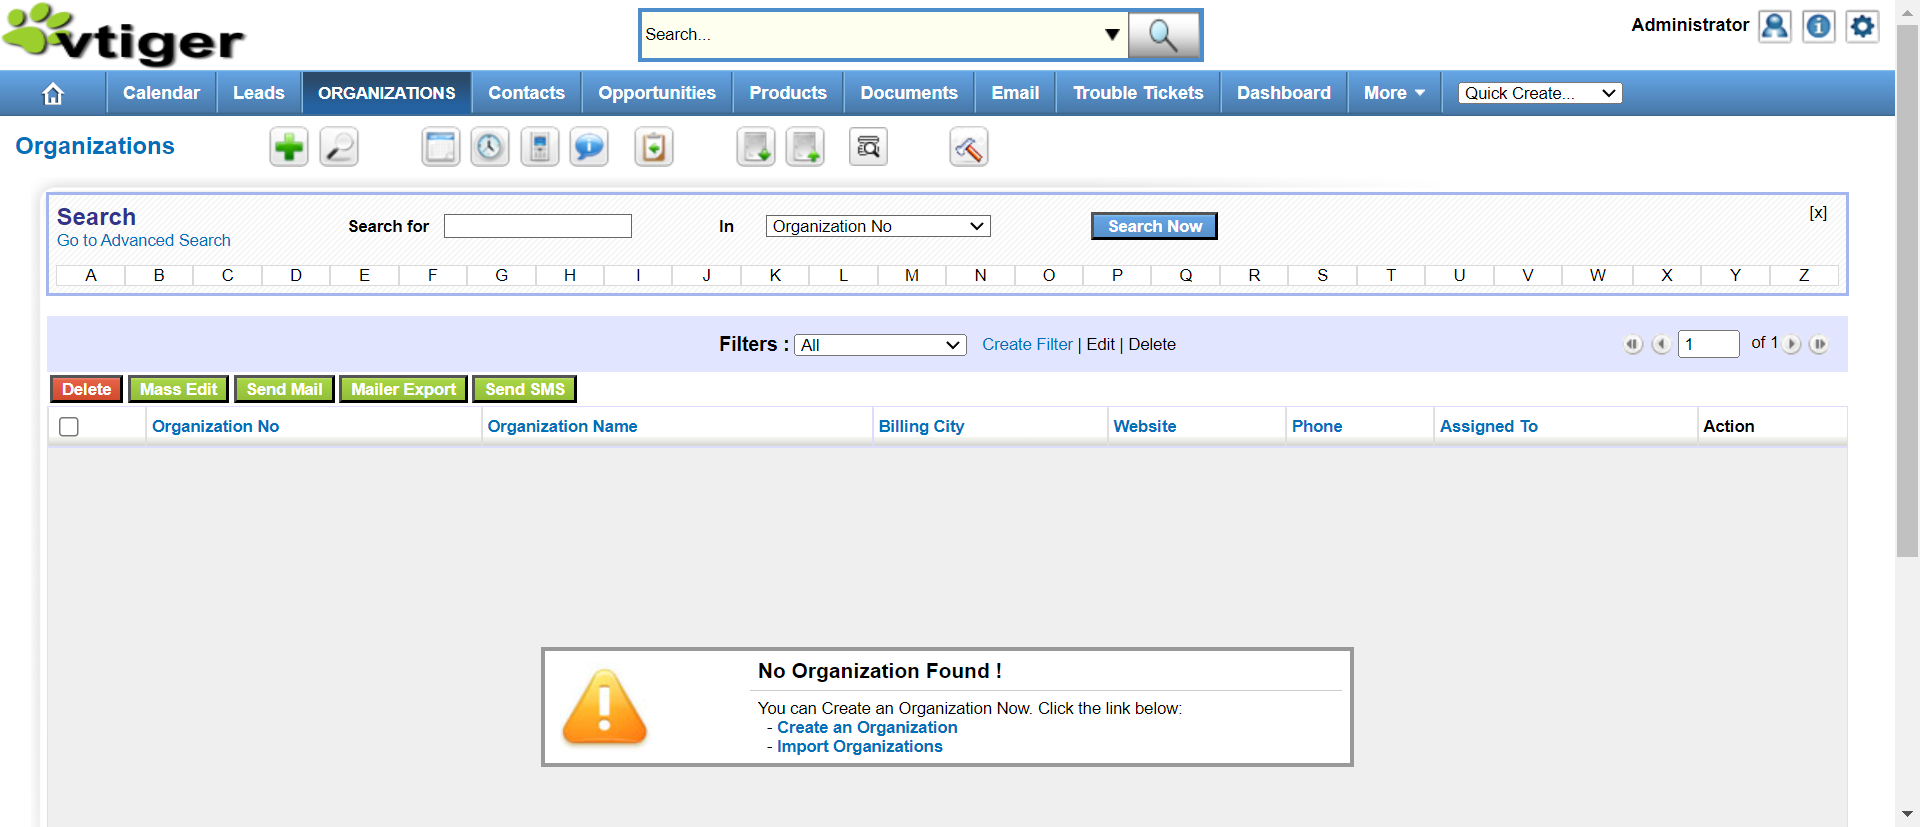 vtiger
Search...
Administrator
Calendar Leads ORGANIZATIONS Contacts Opportunities Products Documents Email Trouble Tickets Dashboard More Quick Create...
Organizations
Search
Go to Advanced Search
Search for
In
Organization No
Search Now
[x]
A B C D E F G H I J K L M N O P Q R S T U V W X Y Z
Filters : All Create Filter | Edit | Delete
1 of 1
Delete Mass Edit Send Mail Mailer Export Send SMS
Organization No Organization Name Billing City Website Phone Assigned To Action
No Organization Found !
You can Create an Organization Now. Click the link below:
- Create an Organization
- Import Organizations